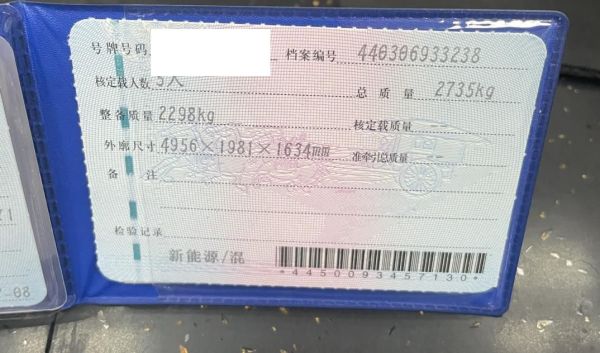 号牌号码 档案编号 440306933238
核定载人数 5人 总质量 2735kg
整备质量 2298kg 核定载质量
外廓尺寸 4956×1981×1634mm 准牵引总质量
备注
检验记录
新能源/混
*4450093457130*
-08